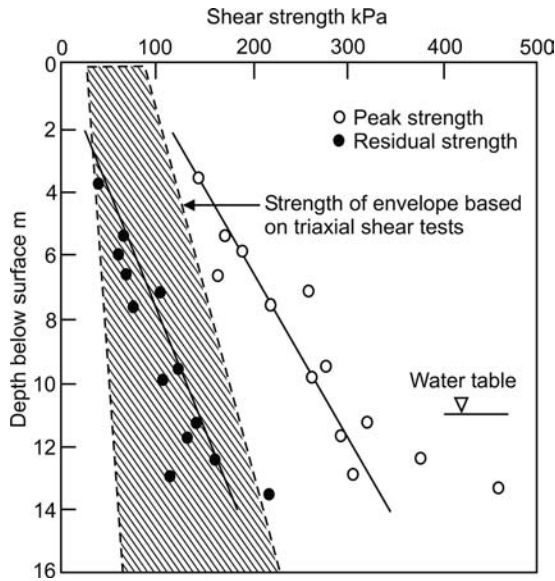 Shear strength kPa
0 100 200 300 400 500
0
2
4
6
8
10
12
14
16
Depth below surface m
Peak strength
Residual strength
Strength of envelope based
on triaxial shear tests
Water table